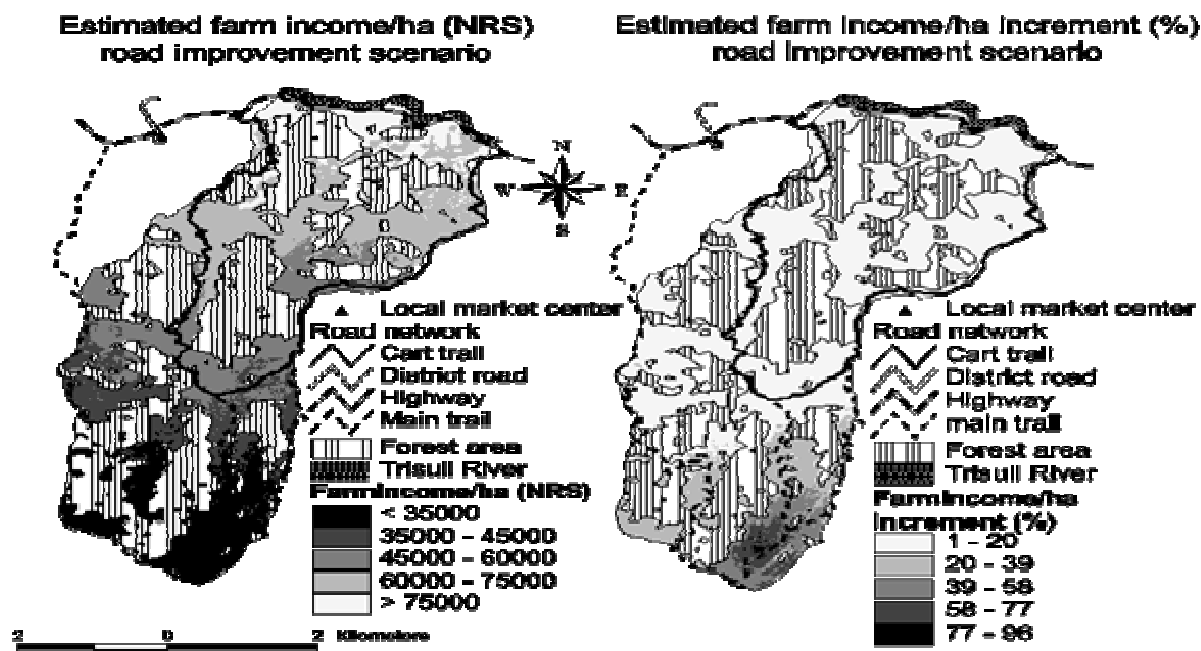 Estimated farm income/ha (NRS)
road improvement scenario
N
W
E
S
Local market center
Road network
Cart trail
District road
Highway
Main trail
Forest area
Trisuli River
FarmIncome/ha (NRS)
< 35000
35000 - 45000
45000 - 60000
60000 - 75000
> 75000
2 0 2 Kilometers
Estimated farm income/ha increment (%)
road improvement scenario
Local market center
Road network
Cart trail
District road
Highway
main trail
Forest area
Trisuli River
FarmIncome/ha
Increment (%)
1 - 20
20 - 39
39 - 58
58 - 77
77 - 96